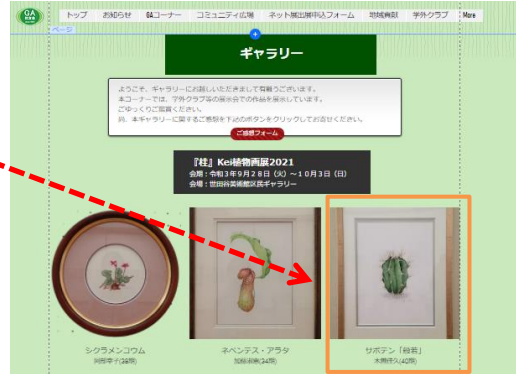 GA
トップ お知らせ GAコーナー コミュニティ広場 ネット展出展申込フォーム 地域貢献 学外クラブ More
ページ
ギャラリー
ようこそ、ギャラリーにお越しいただきまして有難うございます。
本コーナーでは、学外クラブ等の展示会での作品を展示しています。
ごゆっくりご鑑賞ください。
尚、本ギャラリーに関するご感想を下記のボタンをクリックしてお寄せください。
ご感想フォーム
『桂』Kei植物画展2021
会期：令和3年9月28日（火）～10月3日（日）
会場：世田谷美術館区民ギャラリー
シクラメンコウム
ネペンテス・アラタ
サボテン「般若」